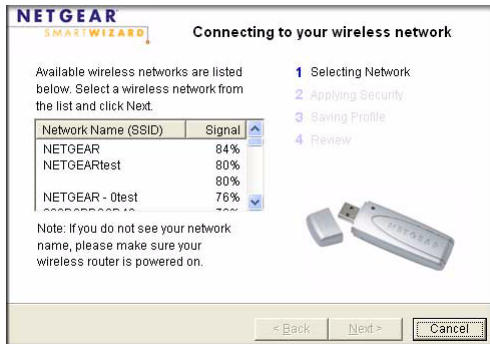 NETGEAR
SMARTWIZARD
Connecting to your wireless network
Available wireless networks are listed
below. Select a wireless network from
the list and click Next.
Network Name (SSID) Signal
NETGEAR 84%
NETGEARtest 80%
80%
NETGEAR - 0test 76%
Note: If you do not see your network
name, please make sure your
wireless router is powered on.
1 Selecting Network
2 Applying Security
3 Saving Profile
4 Review
NETGEAR
< Back
Next >
Cancel